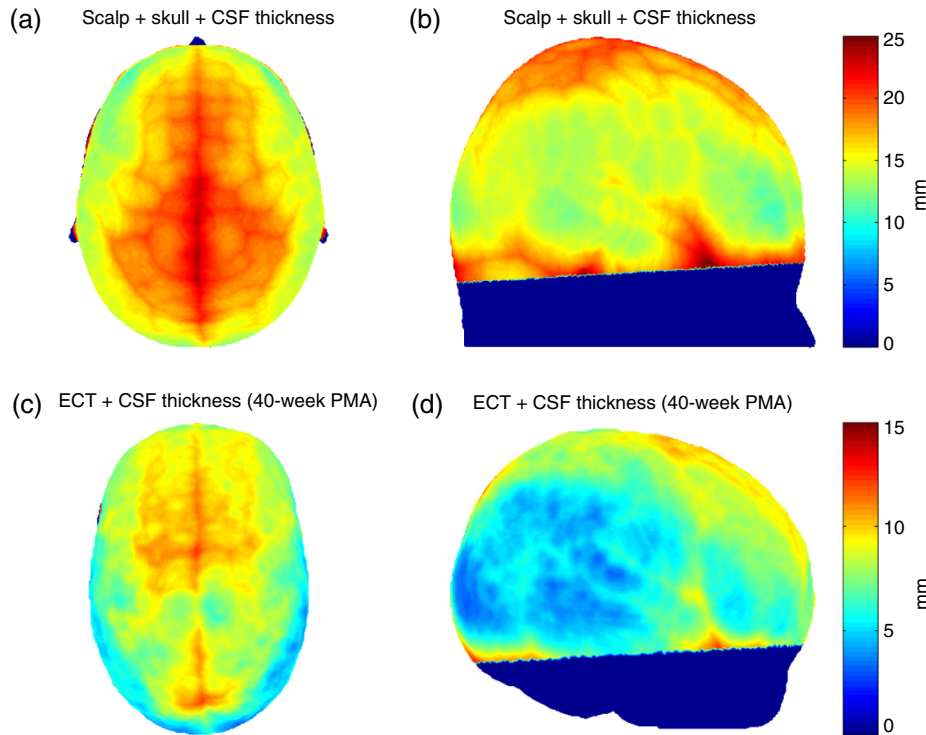 (a) Scalp + skull + CSF thickness
(b) Scalp + skull + CSF thickness
25
20
15
10
5
0
mm
(c) ECT + CSF thickness (40-week PMA)
(d) ECT + CSF thickness (40-week PMA)
15
10
5
0
mm